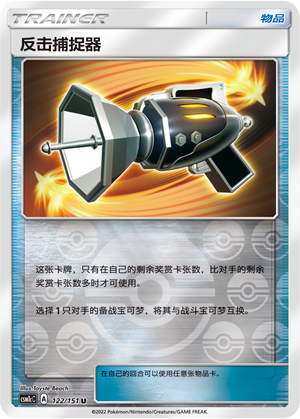 TRAINER
物品
反击捕捉器
这张卡牌，只有在自己的剩余奖赏卡张数，比对手的剩余
奖赏卡张数多时才可使用。
选择1只对手的备战宝可梦，将其与战斗宝可梦互换。
Illus. Toyste Beach
csm1cC A 122/151 U
在自己的回合可以使用任意张物品卡。
©2022 Pokémon/Nintendo/Creatures/GAME FREAK.